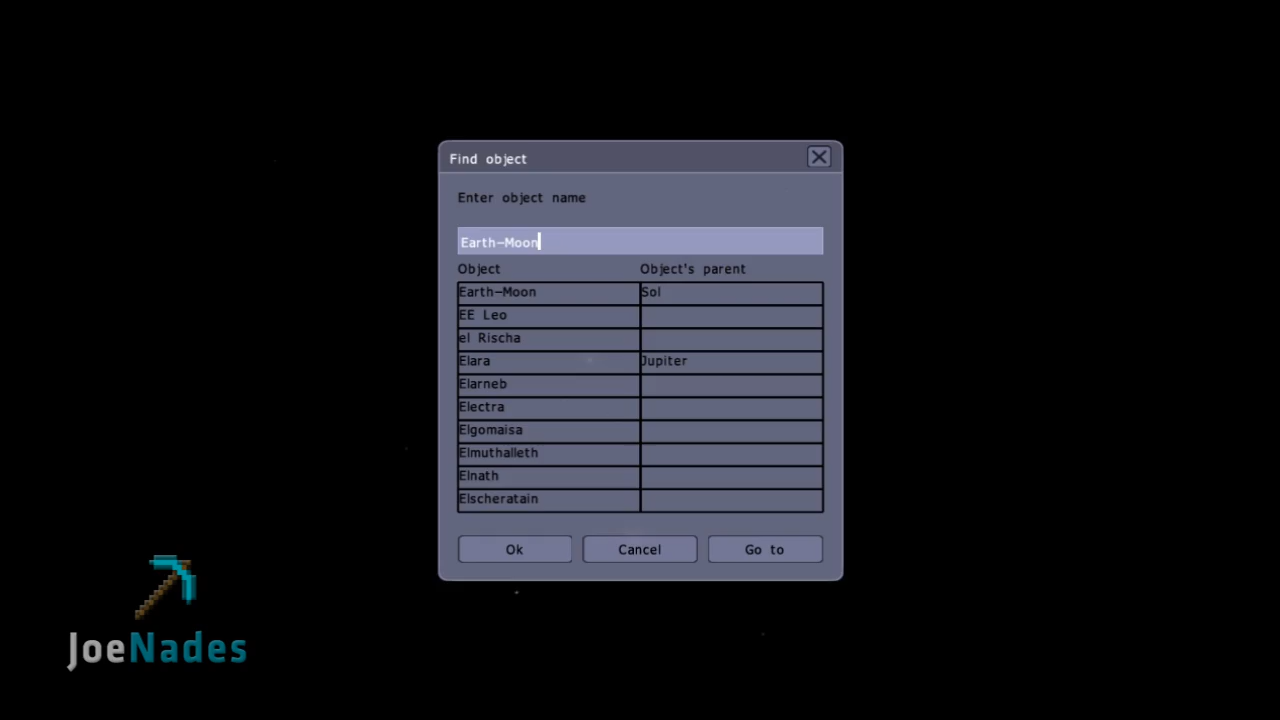 Find object
Enter object name
Earth-Moon
Object Object's parent
Earth-Moon Sol
EE Leo
el Rischa
Elara Jupiter
Elarneb
Electra
Elgomaisa
Elmuthalleth
Elnath
Elscheratain
Ok Cancel Go to
JoeNades